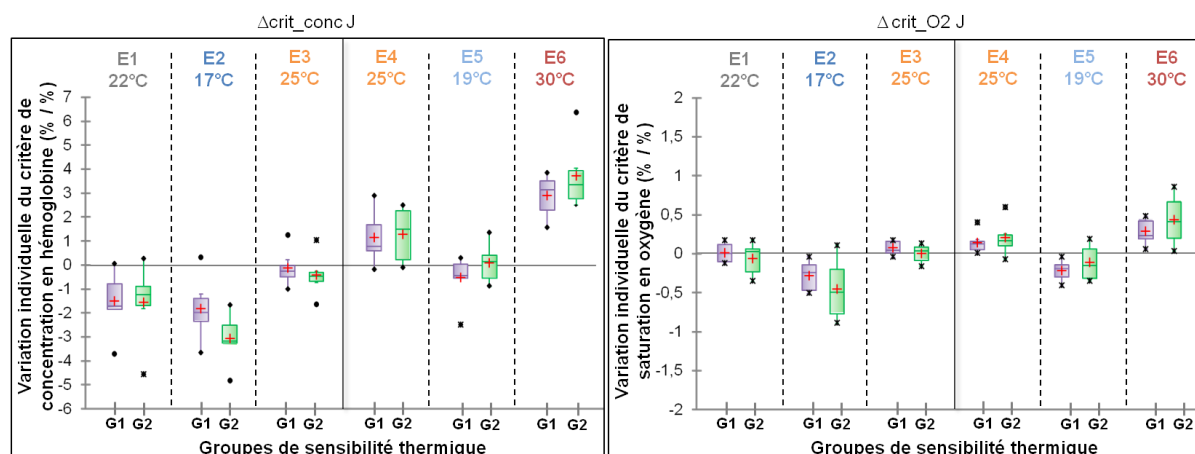 Δcrit_conc J
E1 E2 E3 E4 E5 E6
22°C 17°C 25°C 25°C 19°C 30°C
Variation individuelle du critère de
concentration en hémoglobine (% / %)
7
6
5
4
3
2
1
0
-1
-2
-3
-4
-5
-6
G1 G2 G1 G2 G1 G2 G1 G2 G1 G2 G1 G2
Groupes de sensibilité thermique
Δ crit_O2 J
E1 E2 E3 E4 E5 E6
22°C 17°C 25°C 25°C 19°C 30°C
Variation individuelle du critère de
saturation en oxygène (% / %)
2
1,5
1
0,5
0
-0,5
-1
-1,5
-2
G1 G2 G1 G2 G1 G2 G1 G2 G1 G2 G1 G2
Groupes de sensibilité thermique